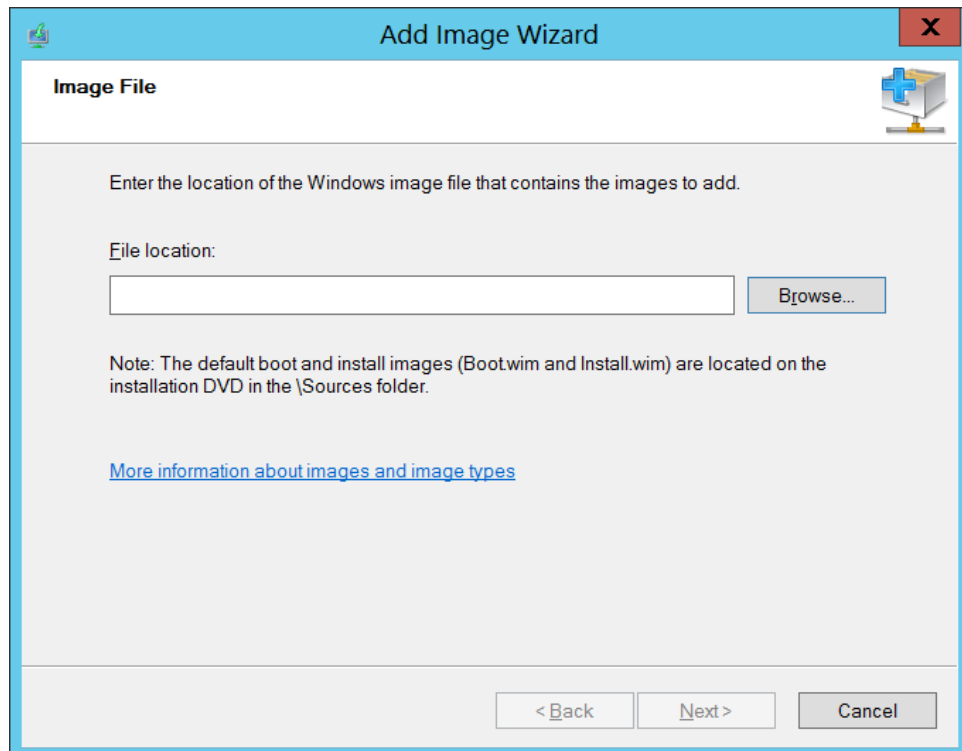 Add Image Wizard
X
Image File
Enter the location of the Windows image file that contains the images to add.
File location:
Browse...
Note: The default boot and install images (Boot.wim and Install.wim) are located on the
installation DVD in the \Sources folder.
More information about images and image types
< Back
Next >
Cancel